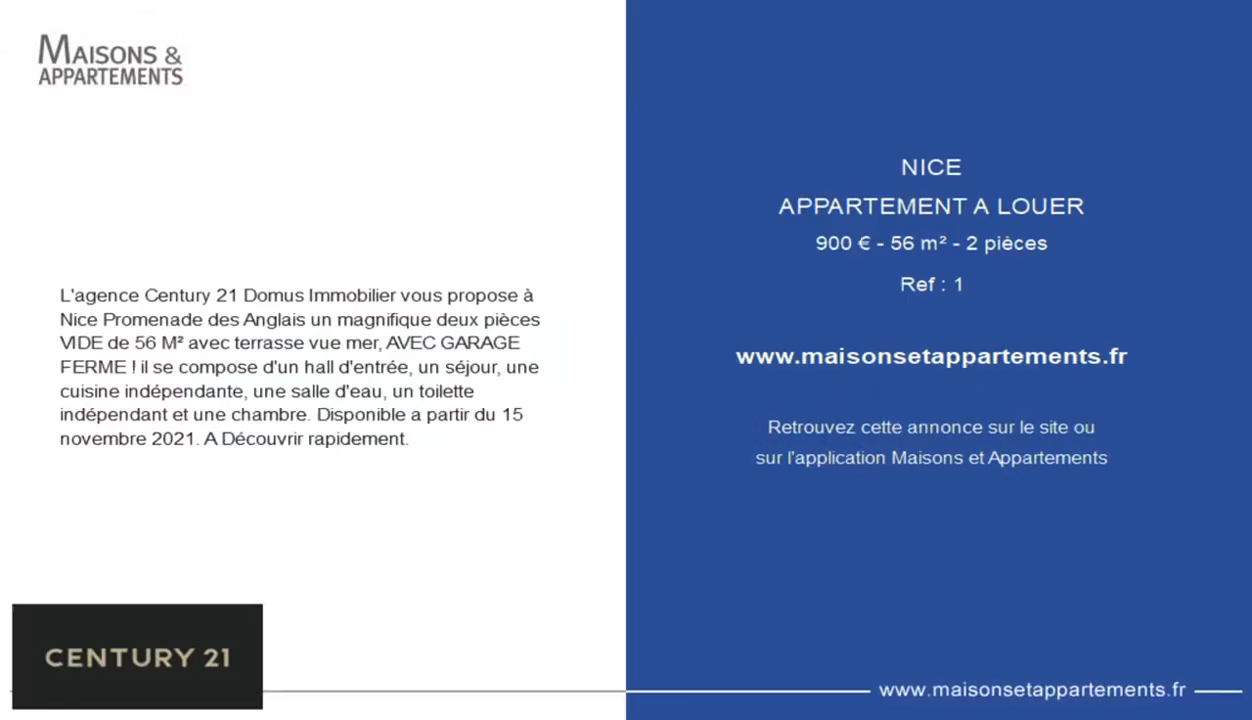 MAISONS &
APPARTEMENTS
L'agence Century 21 Domus Immobilier vous propose à
Nice Promenade des Anglais un magnifique deux pièces
VIDE de 56 M² avec terrasse vue mer, AVEC GARAGE
FERME ! il se compose d'un hall d'entrée, un séjour, une
cuisine indépendante, une salle d'eau, un toilette
indépendant et une chambre. Disponible a partir du 15
novembre 2021. A Découvrir rapidement.
CENTURY 21
NICE
APPARTEMENT A LOUER
900 € - 56 m² - 2 pièces
Ref : 1
www.maisonsetappartements.fr
Retrouvez cette annonce sur le site ou
sur l'application Maisons et Appartements
www.maisonsetappartements.fr